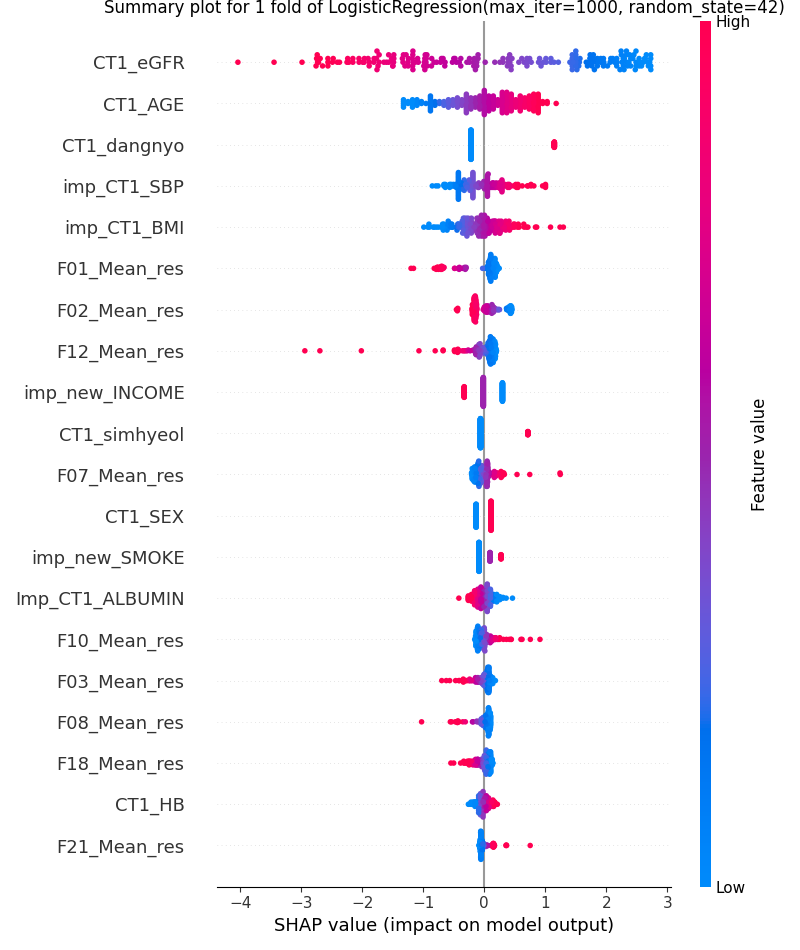 Summary plot for 1 fold of LogisticRegression(max_iter=1000, random_state=42)
High
CT1_eGFR
CT1_AGE
CT1_dangnyo
imp_CT1_SBP
imp_CT1_BMI
F01_Mean_res
F02_Mean_res
F12_Mean_res
imp_new_INCOME
CT1_simhyeol
F07_Mean_res
CT1_SEX
imp_new_SMOKE
Imp_CT1_ALBUMIN
F10_Mean_res
F03_Mean_res
F08_Mean_res
F18_Mean_res
CT1_HB
F21_Mean_res
Feature value
Low
−4 −3 −2 −1 0 1 2 3
SHAP value (impact on model output)